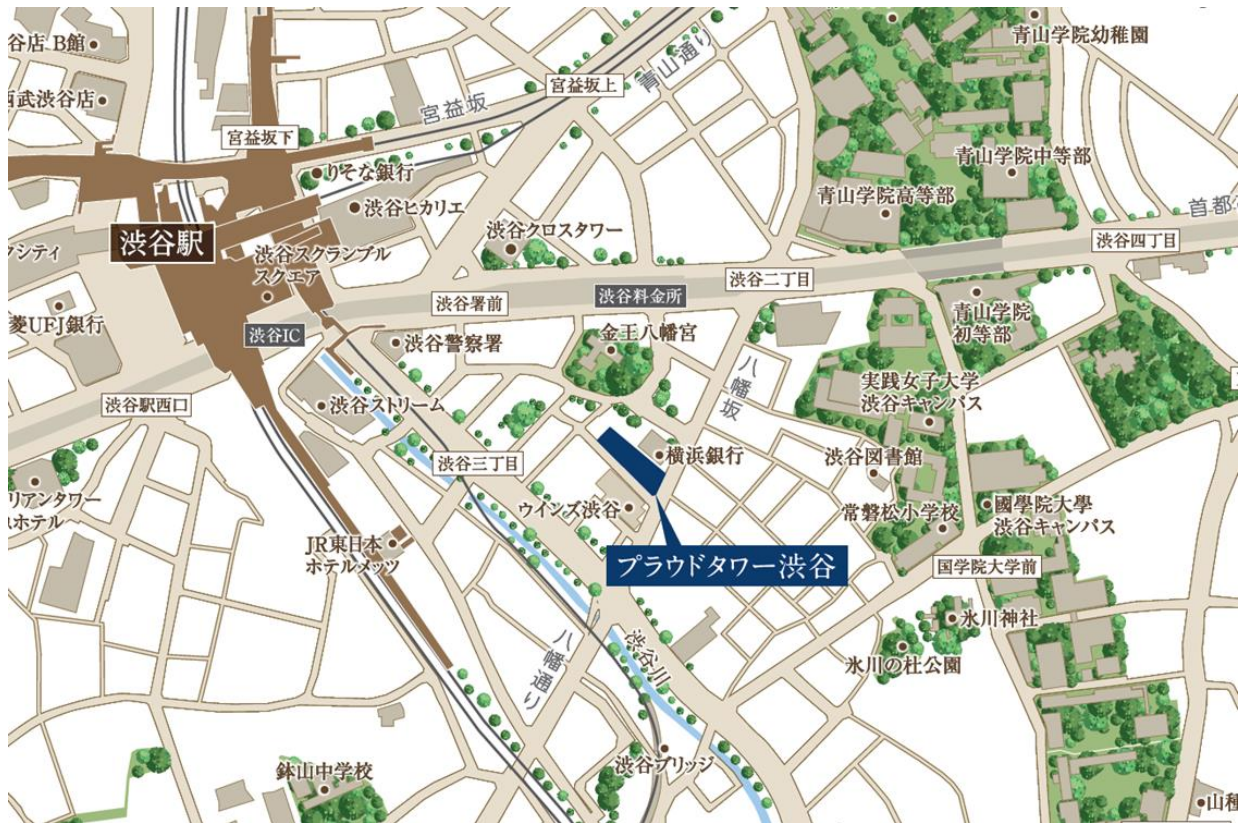 谷店 B館
西武渋谷店
宮益坂下
宮益坂
宮益坂上
青山通り
青山学院幼稚園
青山学院中等部
青山学院高等部
首都
りそな銀行
渋谷ヒカリエ
渋谷駅
クシティ
渋谷スクランブル
スクエア
渋谷クロスタワー
渋谷四丁目
渋谷二丁目
渋谷料金所
渋谷署前
菱UFJ銀行
渋谷IC
渋谷警察署
金王八幡宮
青山学院
初等部
八幡坂
実践女子大学
渋谷キャンパス
渋谷駅西口
渋谷ストリーム
渋谷三丁目
横浜銀行
渋谷図書館
リアンタワー
ホテル
ウインズ渋谷
常磐松小学校
國學院大學
渋谷キャンパス
JR東日本
ホテルメッツ
プラウドタワー渋谷
国学院大学前
氷川神社
氷川の杜公園
渋谷川
八幡通り
渋谷ブリッジ
鉢山中学校
山種